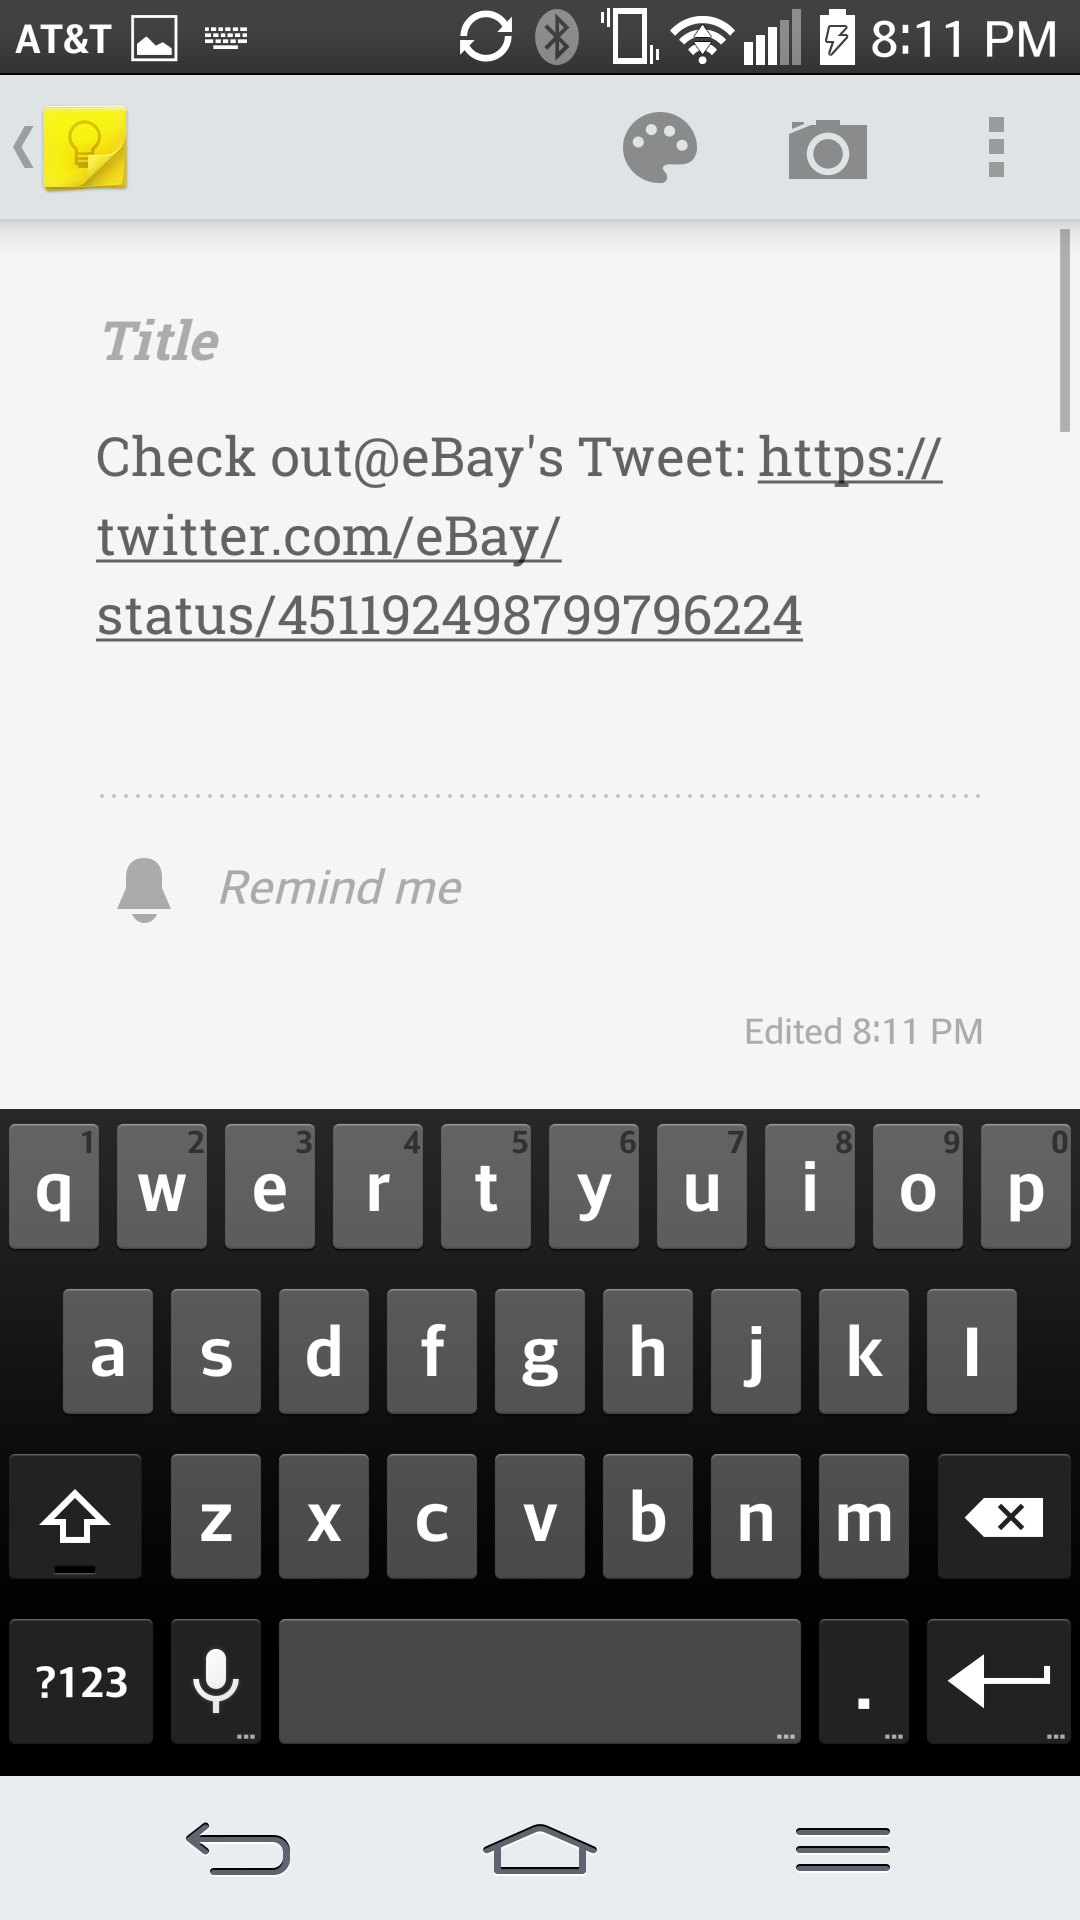 AT&T 8:11 PM
Title
Check out@eBay's Tweet: https://
twitter.com/eBay/
status/451192498799796224
Remind me
Edited 8:11 PM
1 2 3 4 5 6 7 8 9 0
q w e r t y u i o p
a s d f g h j k l
z x c v b n m
?123 .